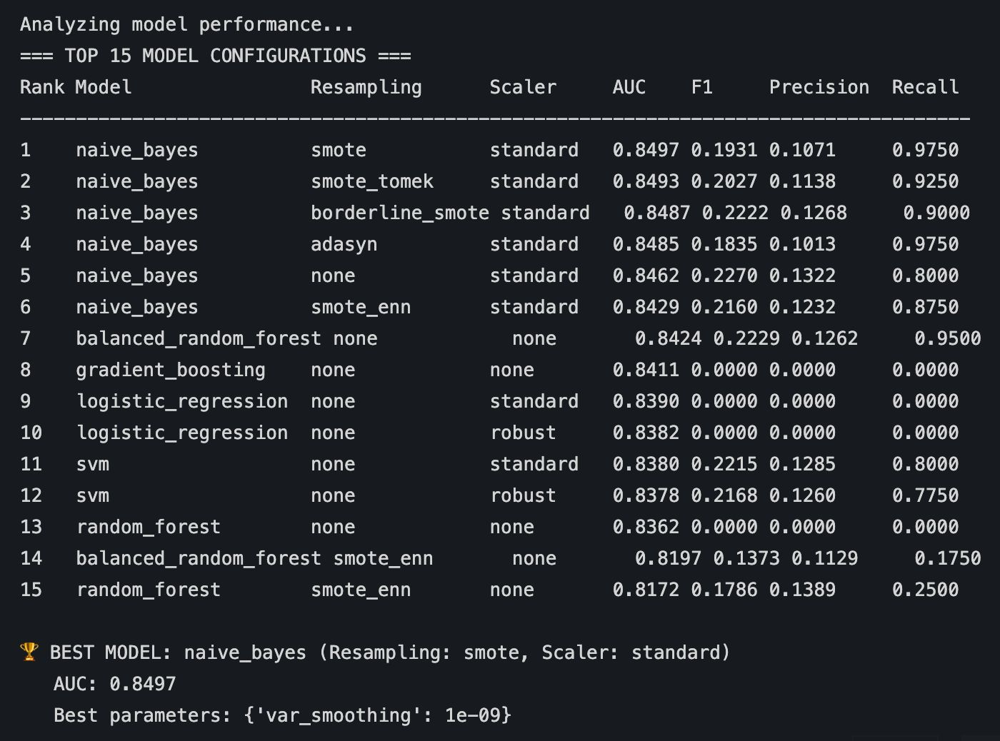 Analyzing model performance...
=== TOP 15 MODEL CONFIGURATIONS ===
Rank Model                Resampling      Scaler     AUC    F1     Precision  Recall
-------------------------------------------------------------------------------------
1    naive_bayes          smote           standard   0.8497 0.1931 0.1071     0.9750
2    naive_bayes          smote_tomek     standard   0.8493 0.2027 0.1138     0.9250
3    naive_bayes          borderline_smote standard   0.8487 0.2222 0.1268     0.9000
4    naive_bayes          adasyn          standard   0.8485 0.1835 0.1013     0.9750
5    naive_bayes          none            standard   0.8462 0.2270 0.1322     0.8000
6    naive_bayes          smote_enn       standard   0.8429 0.2160 0.1232     0.8750
7    balanced_random_forest none            none       0.8424 0.2229 0.1262     0.9500
8    gradient_boosting    none            none       0.8411 0.0000 0.0000     0.0000
9    logistic_regression  none            standard   0.8390 0.0000 0.0000     0.0000
10   logistic_regression  none            robust     0.8382 0.0000 0.0000     0.0000
11   svm                  none            standard   0.8380 0.2215 0.1285     0.8000
12   svm                  none            robust     0.8378 0.2168 0.1260     0.7750
13   random_forest        none            none       0.8362 0.0000 0.0000     0.0000
14   balanced_random_forest smote_enn       none       0.8197 0.1373 0.1129     0.1750
15   random_forest        smote_enn       none       0.8172 0.1786 0.1389     0.2500
🏆 BEST MODEL: naive_bayes (Resampling: smote, Scaler: standard)
   AUC: 0.8497
   Best parameters: {'var_smoothing': 1e-09}